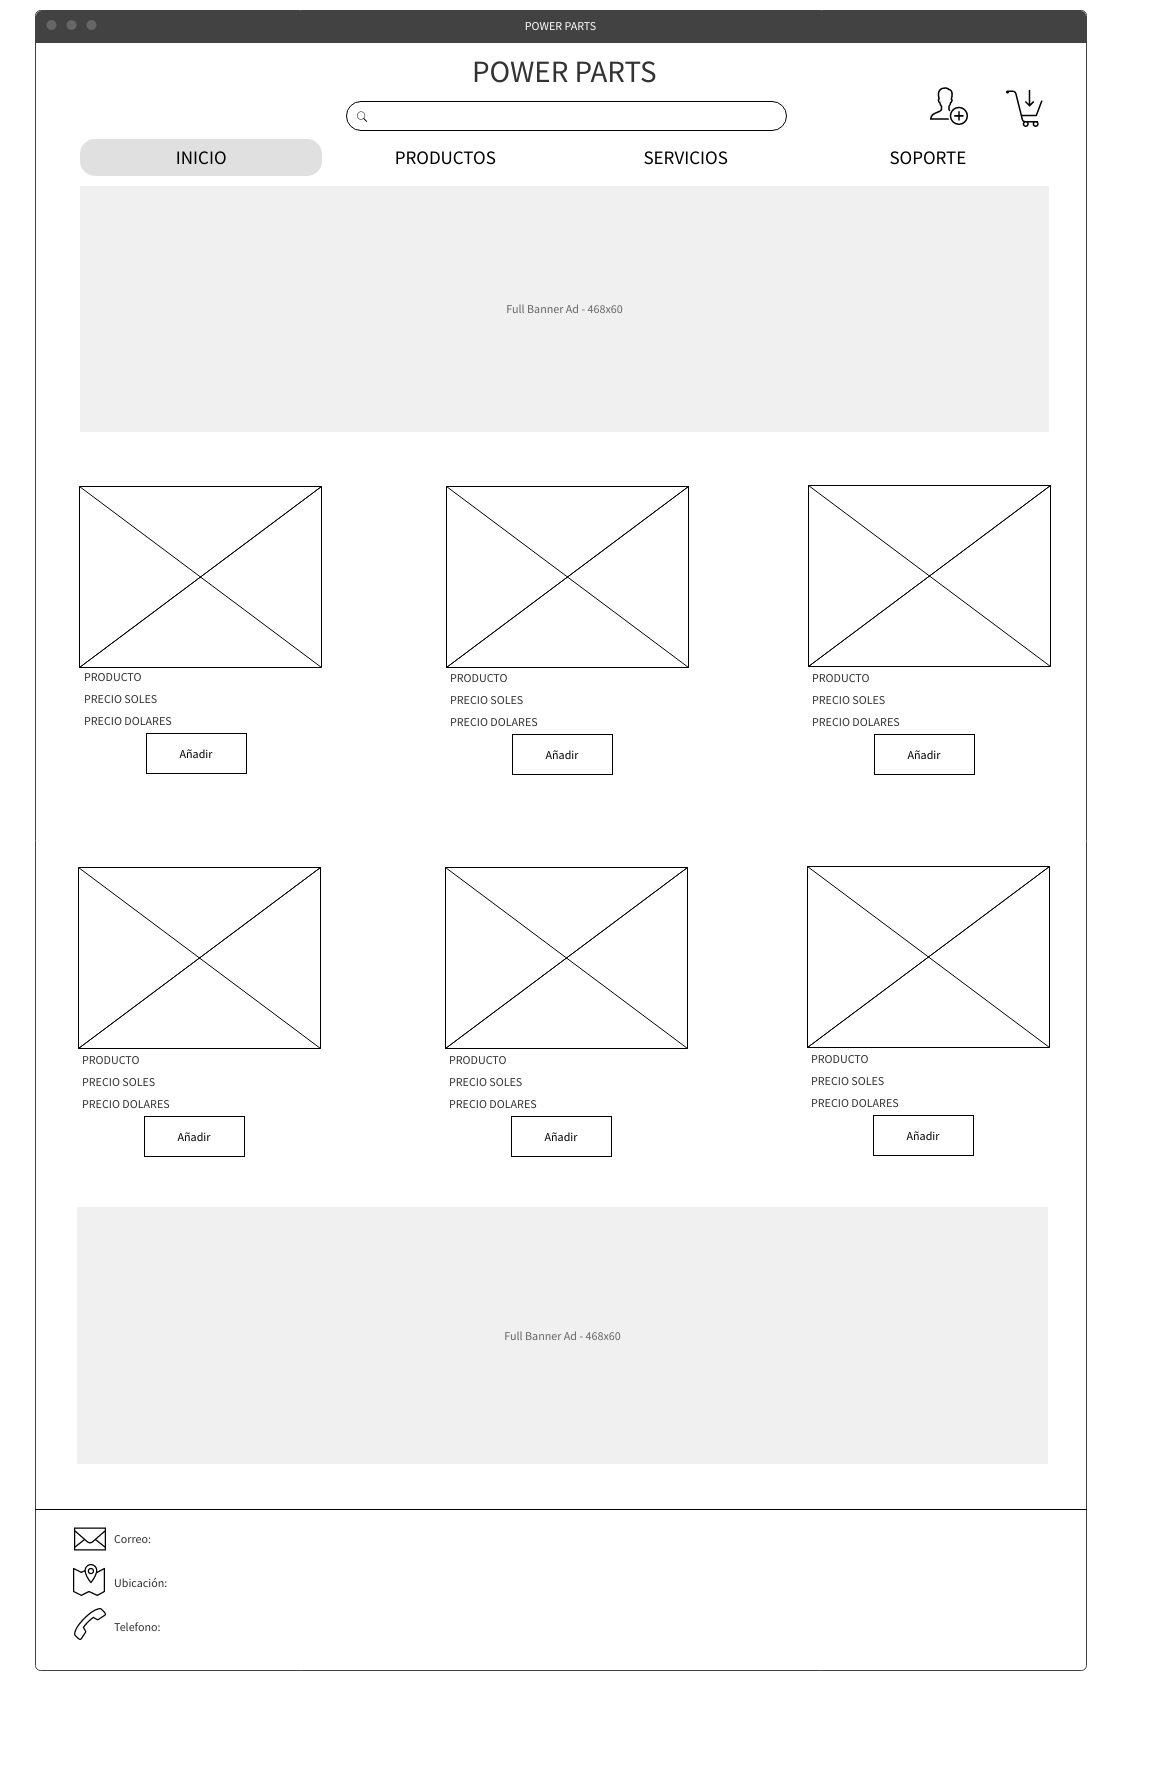 POWER PARTS
POWER PARTS
INICIO PRODUCTOS SERVICIOS SOPORTE
Full Banner Ad - 468x60
PRODUCTO PRODUCTO PRODUCTO
PRECIO SOLES PRECIO SOLES PRECIO SOLES
PRECIO DOLARES PRECIO DOLARES PRECIO DOLARES
Añadir Añadir Añadir
PRODUCTO PRODUCTO PRODUCTO
PRECIO SOLES PRECIO SOLES PRECIO SOLES
PRECIO DOLARES PRECIO DOLARES PRECIO DOLARES
Añadir Añadir Añadir
Full Banner Ad - 468x60
Correo:
Ubicación:
Telefono: